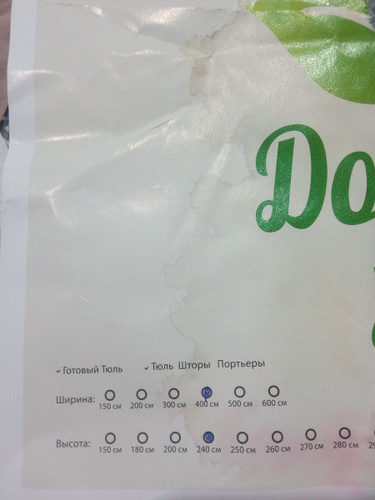 Do
✓ Готовый Тюль ✓ Тюль Шторы Портьеры
Ширина: 150 см 200 см 300 см 400 см 500 см 600 см
Высота: 150 см 180 см 200 см 240 см 250 см 260 см 270 см 280 см